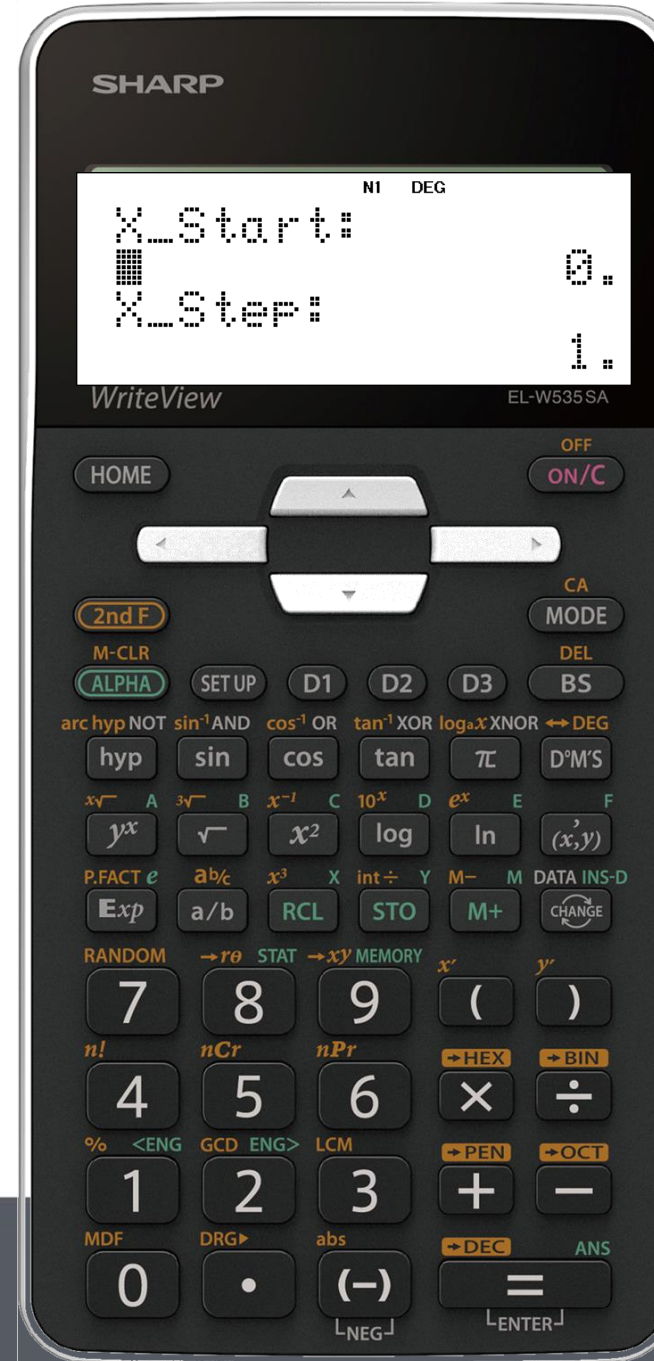 SHARP
N1 DEG
X_Start:
0.
X_Step:
1.
WriteView EL-W535SA
OFF
HOME ON/C
CA
2nd F MODE
M-CLR DEL
ALPHA SET UP D1 D2 D3 BS
arc hyp NOT sin⁻¹ AND cos⁻¹ OR tan⁻¹ XOR logₐx XNOR ↔DEG
hyp sin cos tan π D°M'S
ˣ√ A ³√ B x⁻¹ C 10ˣ D eˣ E F
yˣ √ x² log ln (x,y)
P.FACT e ab/c x³ X int÷ Y M− M DATA INS-D
Exp a/b RCL STO M+ CHANGE
RANDOM →rθ STAT →xy MEMORY x′ y′
7 8 9 ( )
n! nCr nPr →HEX →BIN
4 5 6 × ÷
% <ENG GCD ENG> LCM →PEN →OCT
1 2 3 + −
MDF DRG▶ abs →DEC ANS
0 • (−) =
NEG ENTER